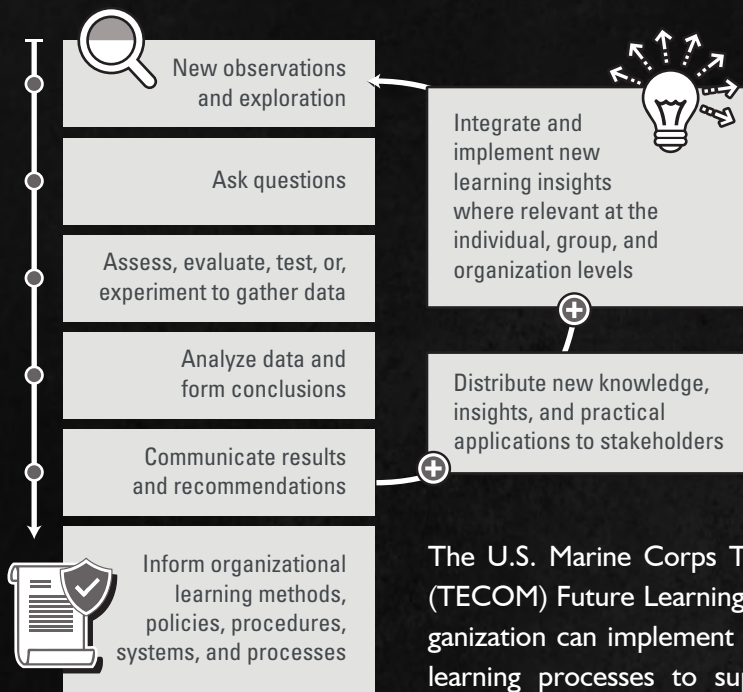 New observations
and exploration
Ask questions
Assess, evaluate, test, or,
experiment to gather data
Analyze data and
form conclusions
Communicate results
and recommendations
Inform organizational
learning methods,
policies, procedures,
systems, and processes
Integrate and
implement new
learning insights
where relevant at the
individual, group, and
organization levels
Distribute new knowledge,
insights, and practical
applications to stakeholders
The U.S. Marine Corps T
(TECOM) Future Learning
ganization can implement
learning processes to su